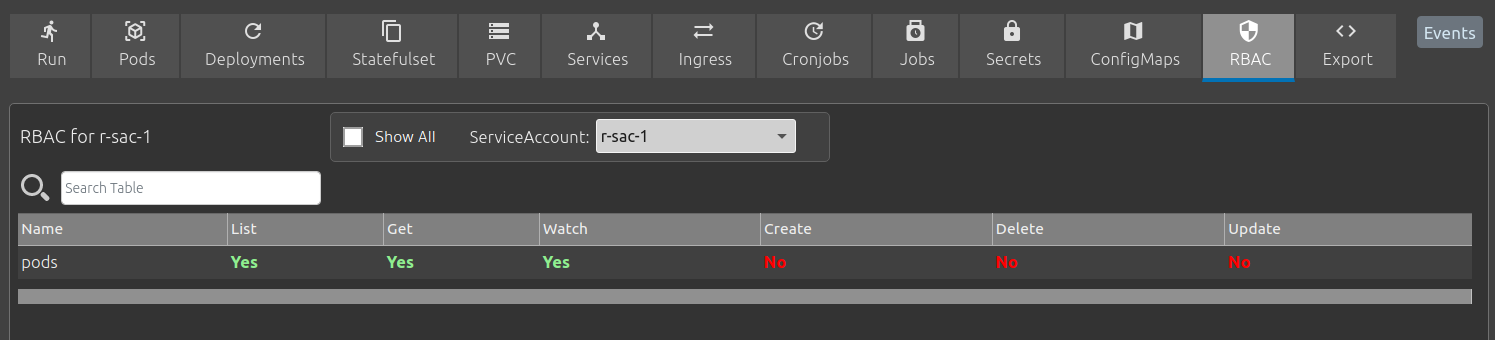 Run Pods Deployments Statefulset PVC Services Ingress Cronjobs Jobs Secrets ConfigMaps RBAC Export Events
RBAC for r-sac-1 Show All ServiceAccount: r-sac-1
Search Table
Name List Get Watch Create Delete Update
pods Yes Yes Yes No No No